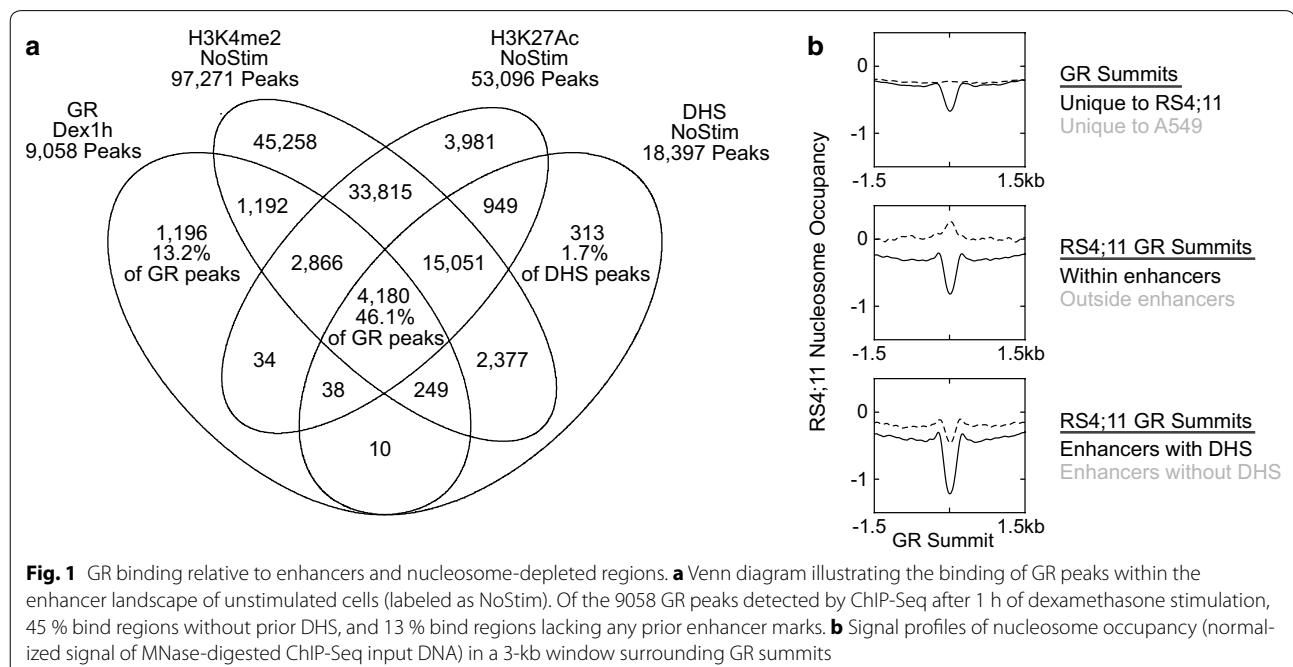 a
H3K4me2
NoStim
97,271 Peaks
H3K27Ac
NoStim
53,096 Peaks
GR
Dex1h
9,058 Peaks
DHS
NoStim
18,397 Peaks
45,258
3,981
33,815
1,192
949
1,196
13.2%
of GR peaks
313
1.7%
of DHS peaks
2,866
15,051
4,180
46.1%
of GR peaks
34
2,377
38
249
10
b
RS4;11 Nucleosome Occupancy
0
-1
-1.5
1.5kb
GR Summits
Unique to RS4;11
Unique to A549
0
-1
-1.5
1.5kb
RS4;11 GR Summits
Within enhancers
Outside enhancers
0
-1
-1.5
1.5kb
GR Summit
RS4;11 GR Summits
Enhancers with DHS
Enhancers without DHS
Fig. 1 GR binding relative to enhancers and nucleosome-depleted regions. a Venn diagram illustrating the binding of GR peaks within the
enhancer landscape of unstimulated cells (labeled as NoStim). Of the 9058 GR peaks detected by ChIP-Seq after 1 h of dexamethasone stimulation,
45 % bind regions without prior DHS, and 13 % bind regions lacking any prior enhancer marks. b Signal profiles of nucleosome occupancy (normal-
ized signal of MNase-digested ChIP-Seq input DNA) in a 3-kb window surrounding GR summits